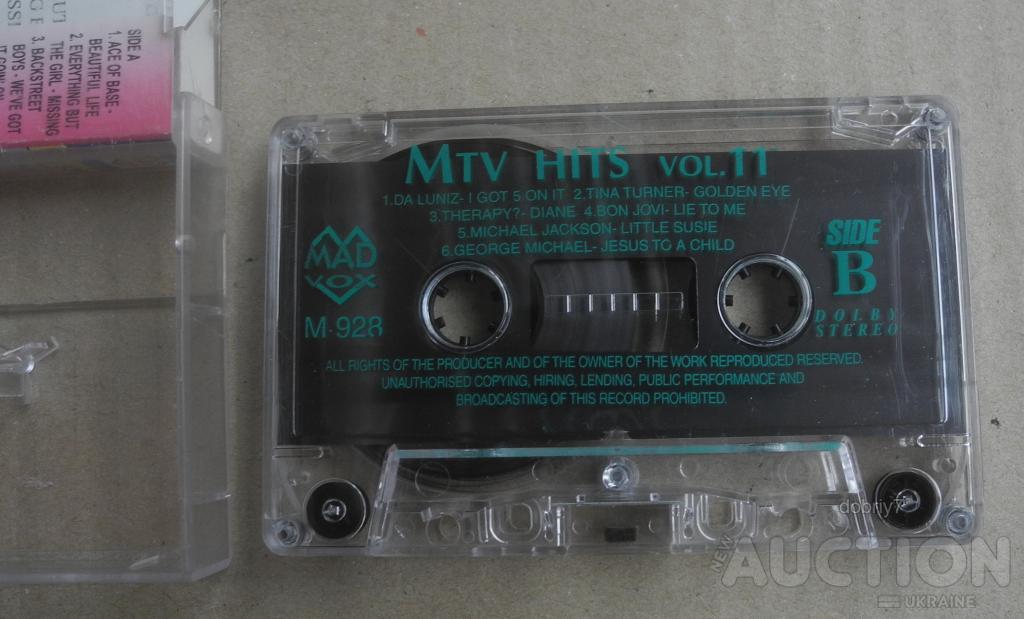 SIDE A
1. ACE OF BASE -
BEAUTIFUL LIFE
2. EVERYTHING BUT
THE GIRL - MISSING
3. BACKSTREET
BOYS - WE'VE GOT
MTV HITS VOL.11
1.DA LUNIZ- I GOT 5 ON IT 2.TINA TURNER- GOLDEN EYE
3.THERAPY?- DIANE 4.BON JOVI- LIE TO ME
5.MICHAEL JACKSON- LITTLE SUSIE
6.GEORGE MICHAEL- JESUS TO A CHILD
MAD
VOX
M-928
SIDE
B
DOLBY
STEREO
ALL RIGHTS OF THE PRODUCER AND OF THE OWNER OF THE WORK REPRODUCED RESERVED.
UNAUTHORISED COPYING, HIRING, LENDING, PUBLIC PERFORMANCE AND
BROADCASTING OF THIS RECORD PROHIBITED.
dobriy7
NEW
AUCTION
UKRAINE